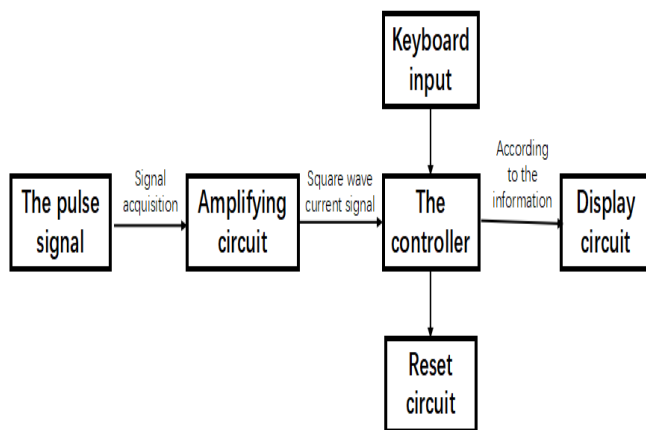 Keyboard
input
The pulse
signal
Signal
acquisition
Amplifying
circuit
Square wave
current signal
The
controller
According
to the
information
Display
circuit
Reset
circuit